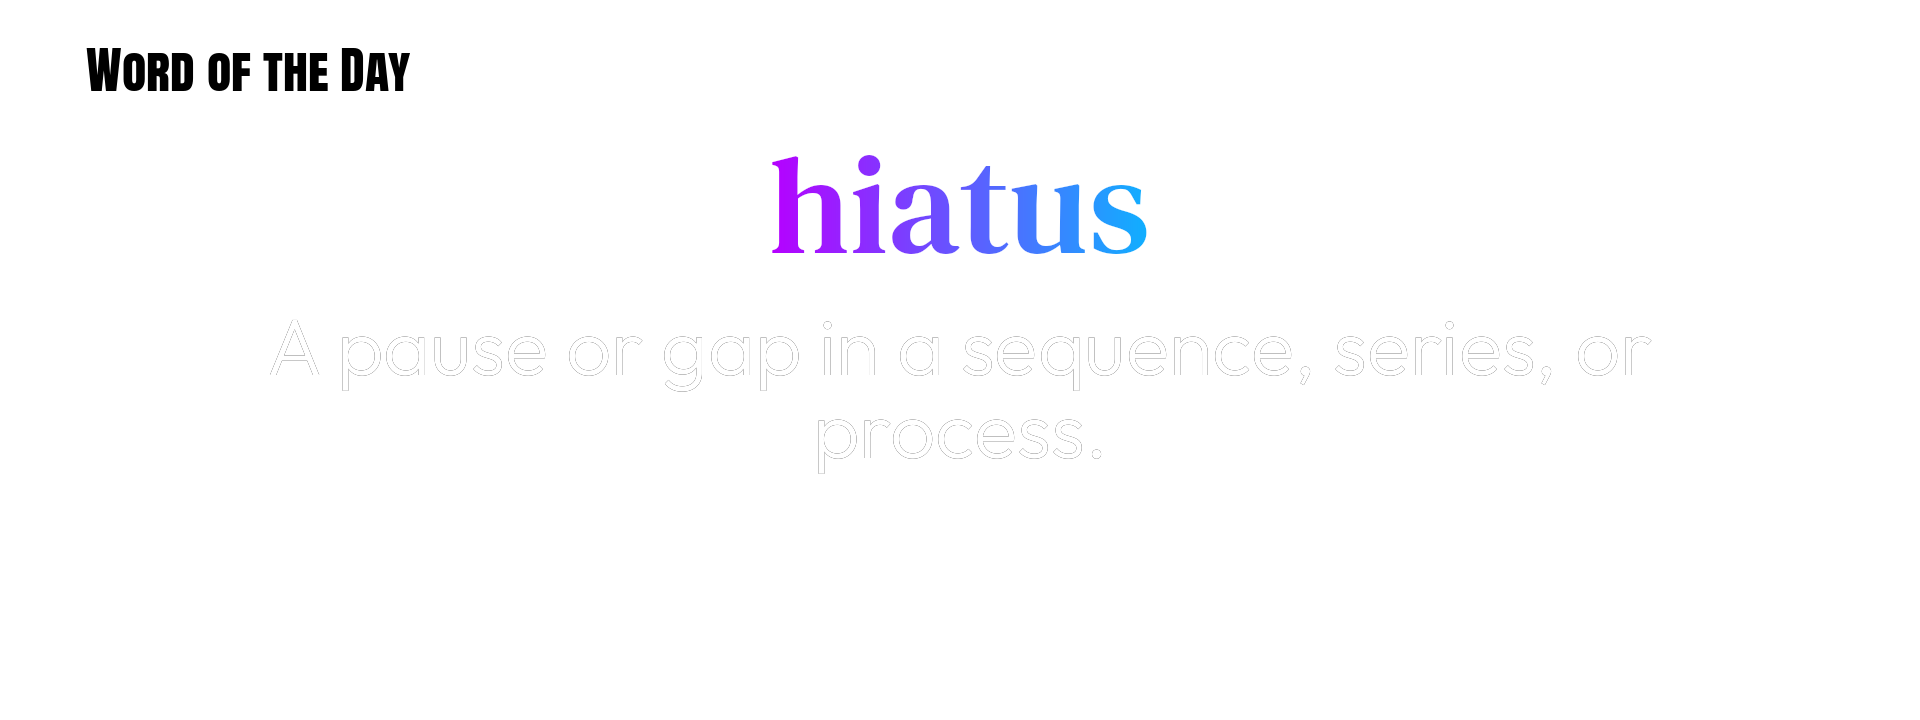 Word of the Day
hiatus
A pause or gap in a sequence, series, or
process.